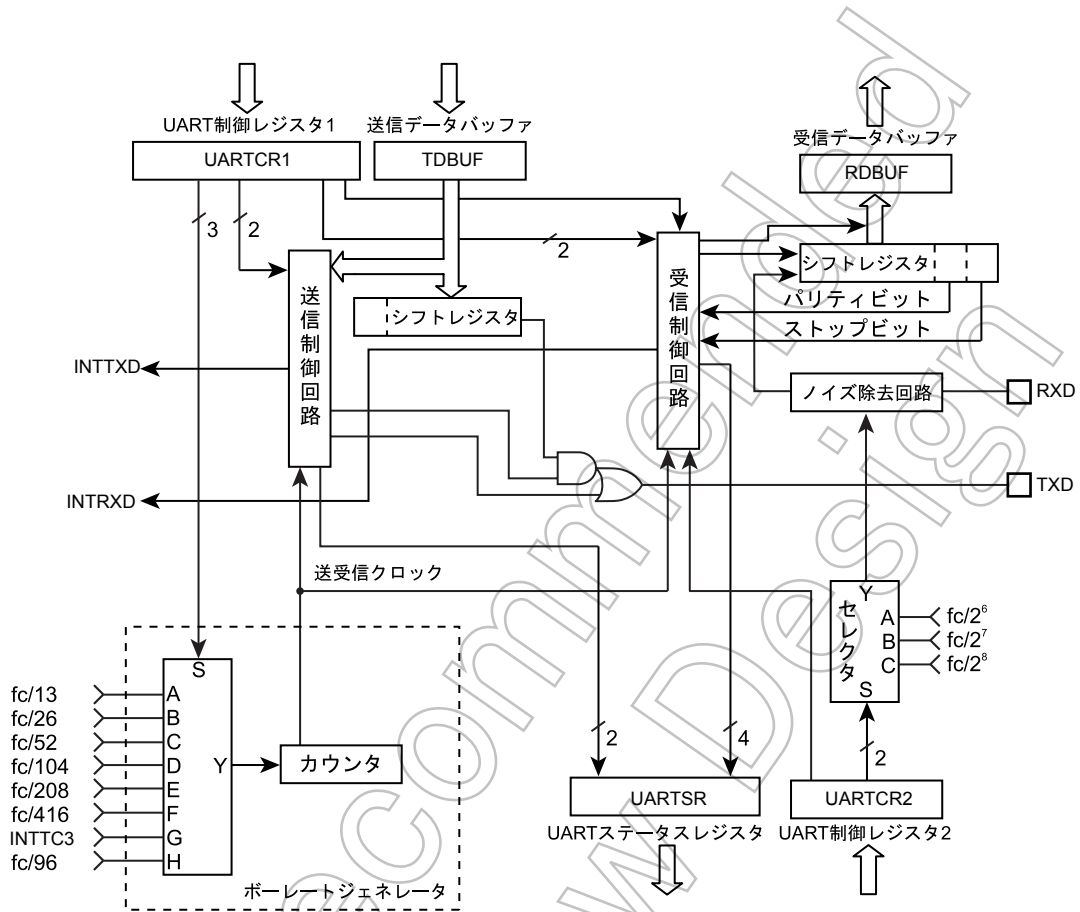 UART制御レジスタ1
送信データバッファ
受信データバッファ
UARTCR1
TDBUF
RDBUF
3
2
2
送信制御回路
受信制御回路
シフトレジスタ
シフトレジスタ
パリティビット
ストップビット
INTTXD
ノイズ除去回路
RXD
INTRXD
TXD
送受信クロック
セレクタ
Y
A
B
C
S
fc/2⁶
fc/2⁷
fc/2⁸
S
fc/13
A
fc/26
B
fc/52
C
fc/104
D
Y
カウンタ
fc/208
E
fc/416
F
INTTC3
G
fc/96
H
ボーレートジェネレータ
2
4
2
UARTSR
UARTCR2
UARTステータスレジスタ
UART制御レジスタ2
ecommended
w Design